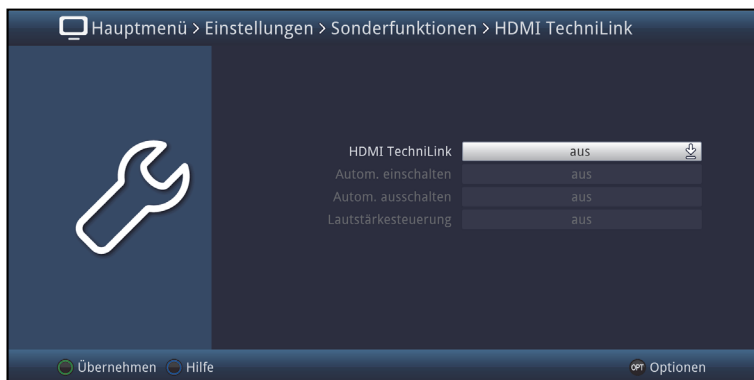 Hauptmenü > Einstellungen > Sonderfunktionen > HDMI TechniLink
HDMI TechniLink aus
Autom. einschalten aus
Autom. ausschalten aus
Lautstärkesteuerung aus
Übernehmen Hilfe OPT Optionen